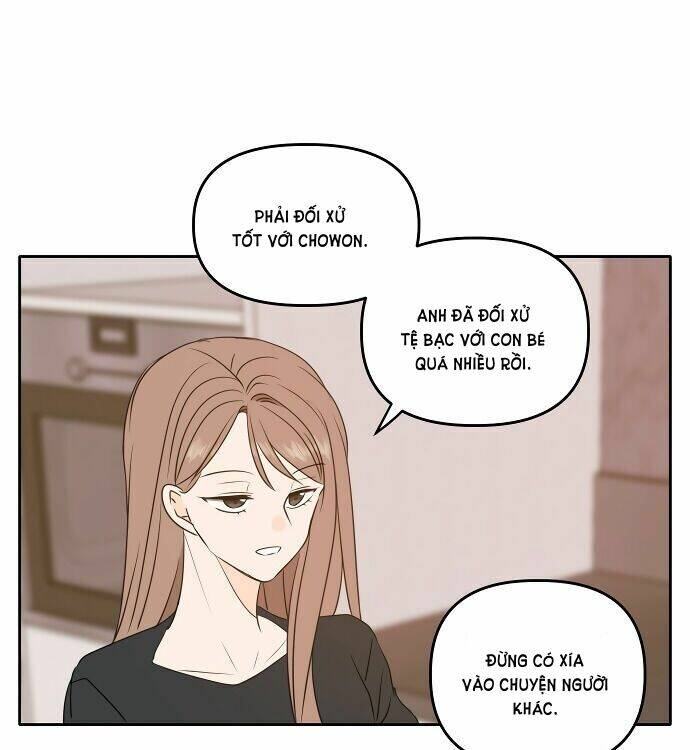 PHẢI ĐỐI XỬ
TỐT VỚI CHOWON.
ANH ĐÃ ĐỐI XỬ
TỆ BẠC VỚI CON BÉ
QUÁ NHIỀU RỒI.
ĐỪNG CÓ XÍA
VÀO CHUYỆN NGƯỜI
KHÁC.